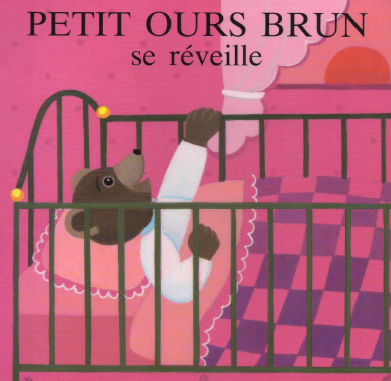 PETIT OURS BRUN
se réveille